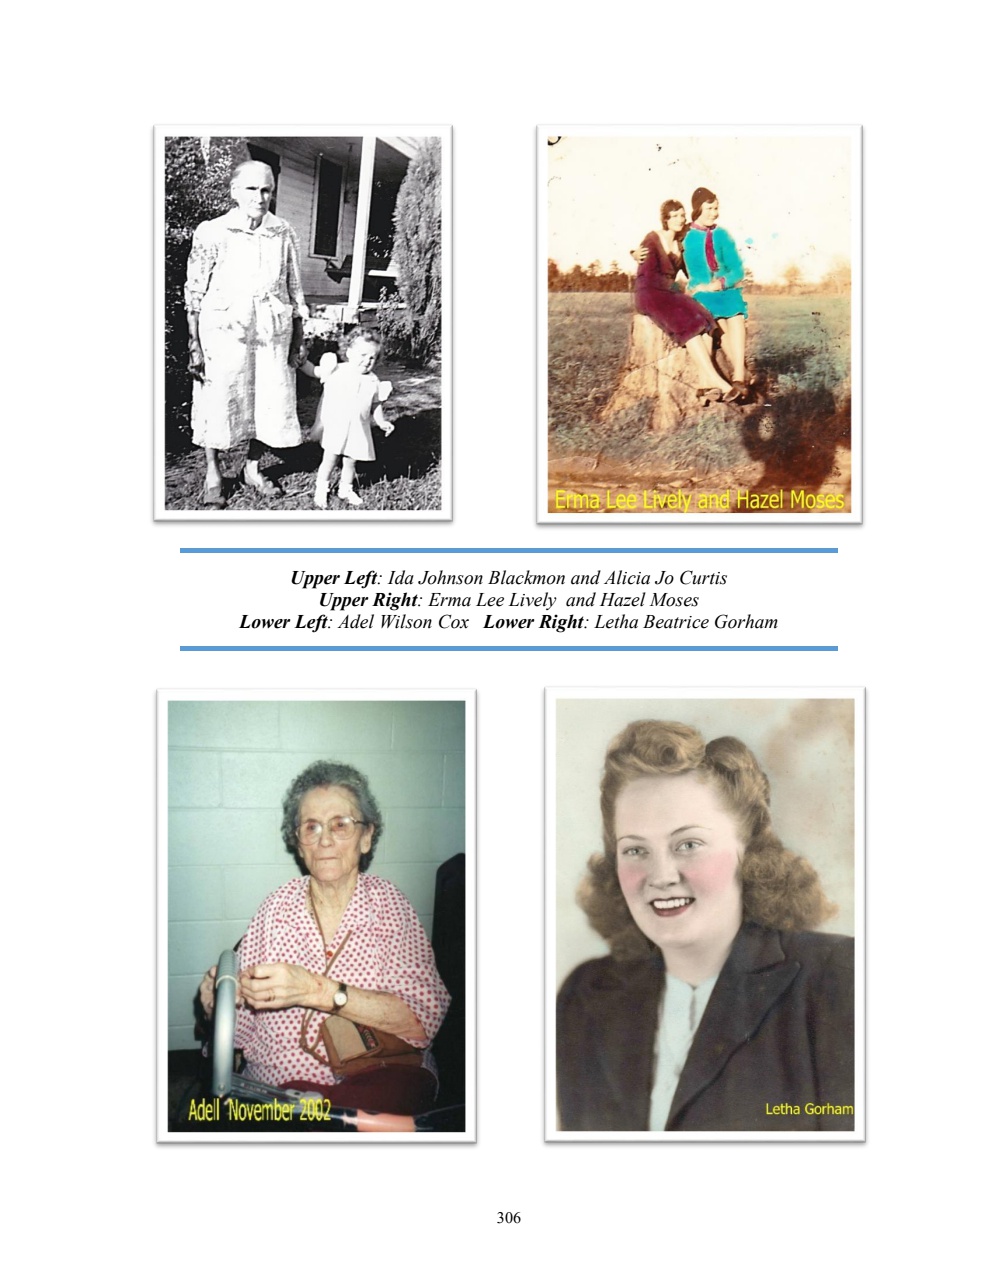 Erma Lee Lively and Hazel Moses
Upper Left: Ida Johnson Blackmon and Alicia Jo Curtis
Upper Right: Erma Lee Lively and Hazel Moses
Lower Left: Adel Wilson Cox Lower Right: Letha Beatrice Gorham
Adell November 2002
Letha Gorham
306